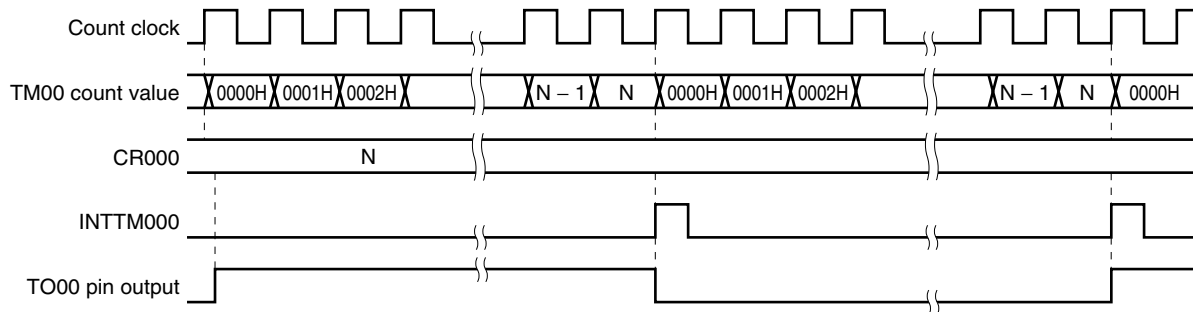 Count clock
TM00 count value 0000H 0001H 0002H N – 1 N 0000H 0001H 0002H N – 1 N 0000H
CR000 N
INTTM000
TO00 pin output